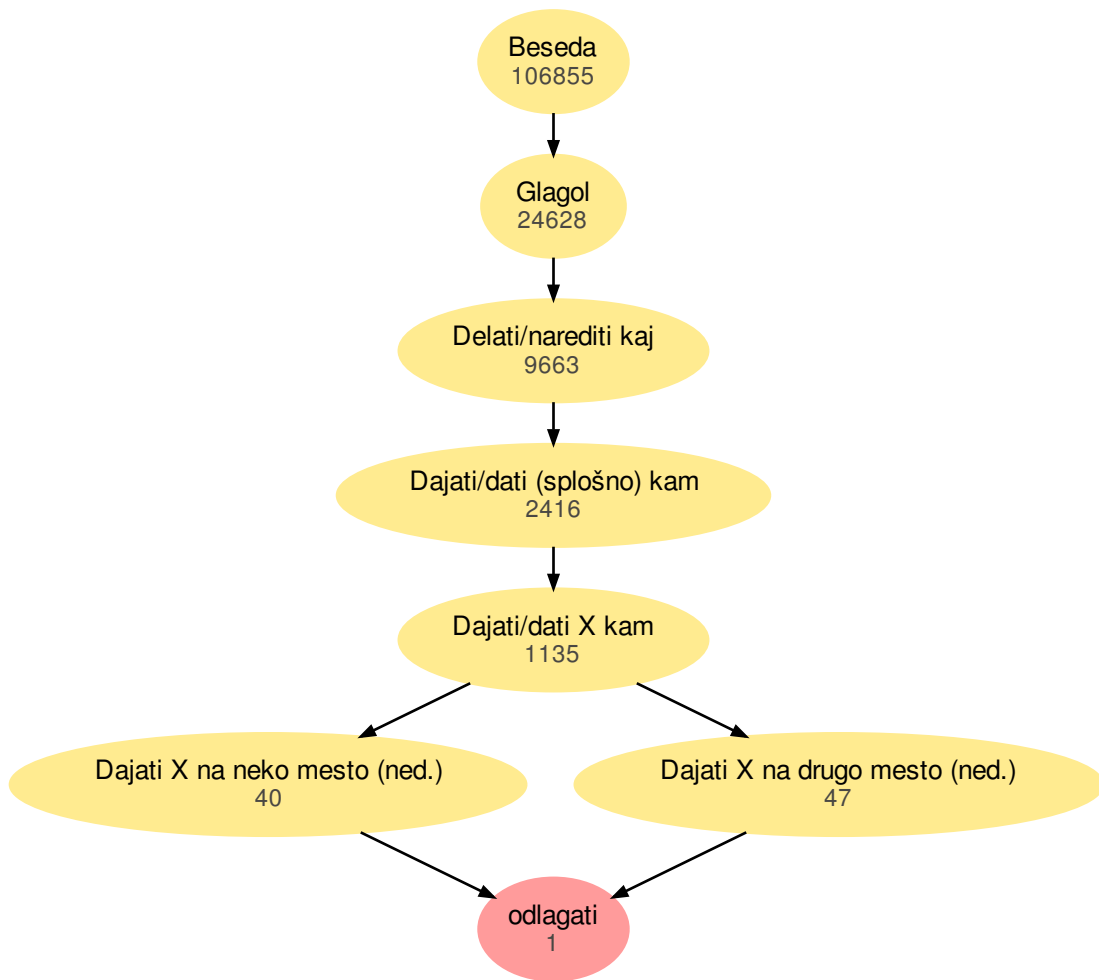 Beseda
106855
Glagol
24628
Delati/narediti kaj
9663
Dajati/dati (splošno) kam
2416
Dajati/dati X kam
1135
Dajati X na neko mesto (ned.)
40
Dajati X na drugo mesto (ned.)
47
odlagati
1